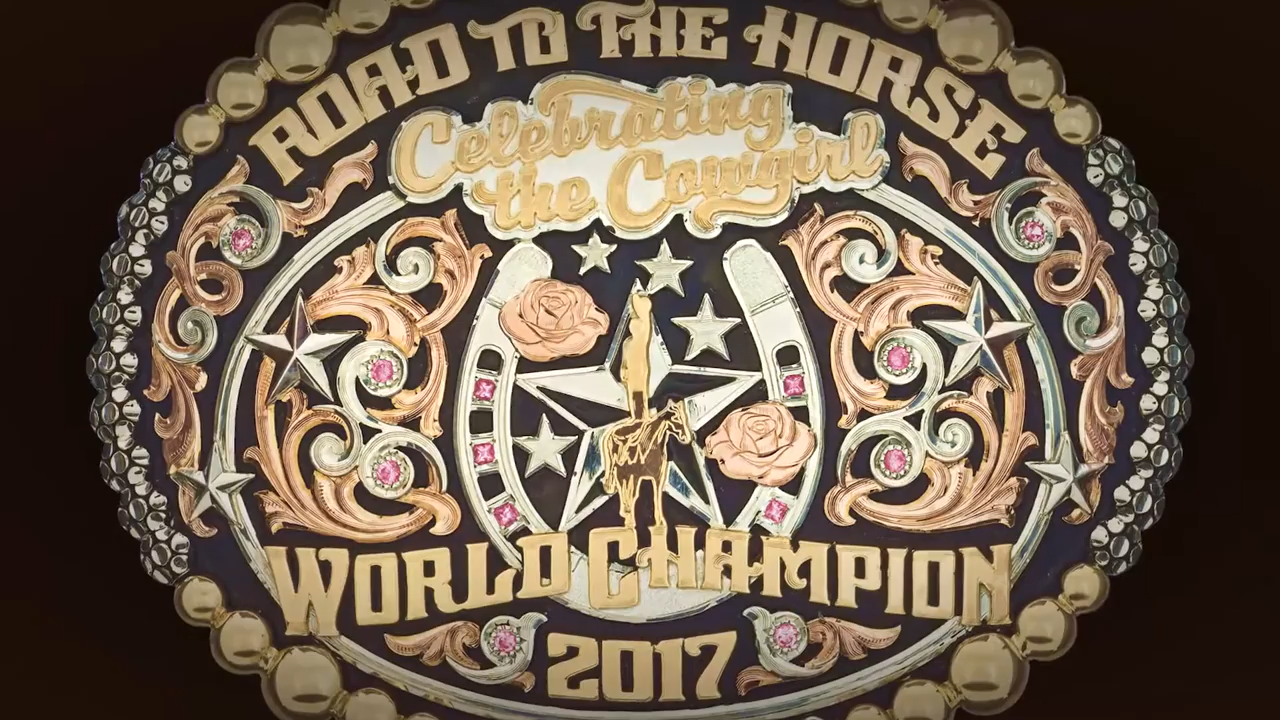 ROAD TO THE HORSE
Celebrating
the Cowgirl
WORLD CHAMPION
2017